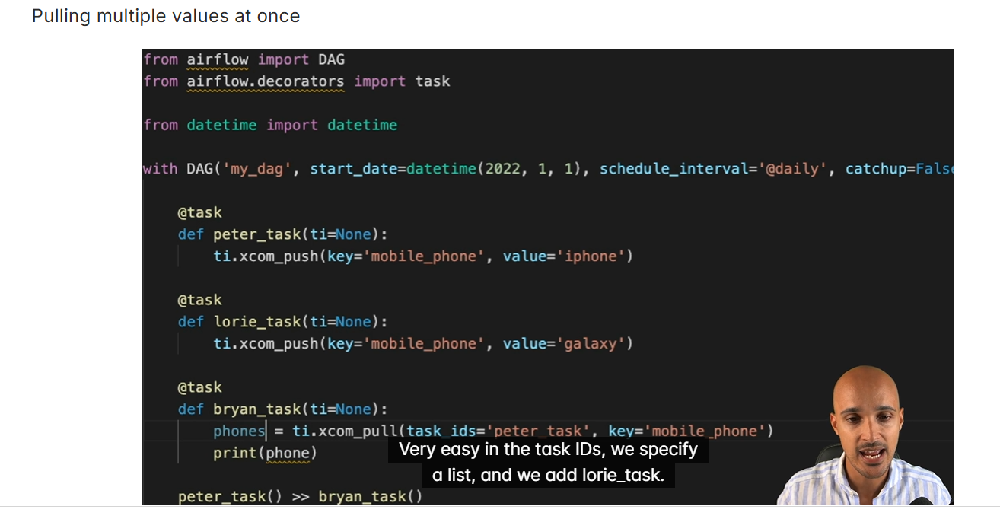 Pulling multiple values at once
from airflow import DAG
from airflow.decorators import task
from datetime import datetime
with DAG('my_dag', start_date=datetime(2022, 1, 1), schedule_interval='@daily', catchup=False
@task
def peter_task(ti=None):
ti.xcom_push(key='mobile_phone', value='iphone')
@task
def lorie_task(ti=None):
ti.xcom_push(key='mobile_phone', value='galaxy')
@task
def bryan_task(ti=None):
phones = ti.xcom_pull(task_ids='peter_task', key='mobile_phone')
print(phone)
Very easy in the task IDs, we specify
a list, and we add lorie_task.
peter_task() >> bryan_task()